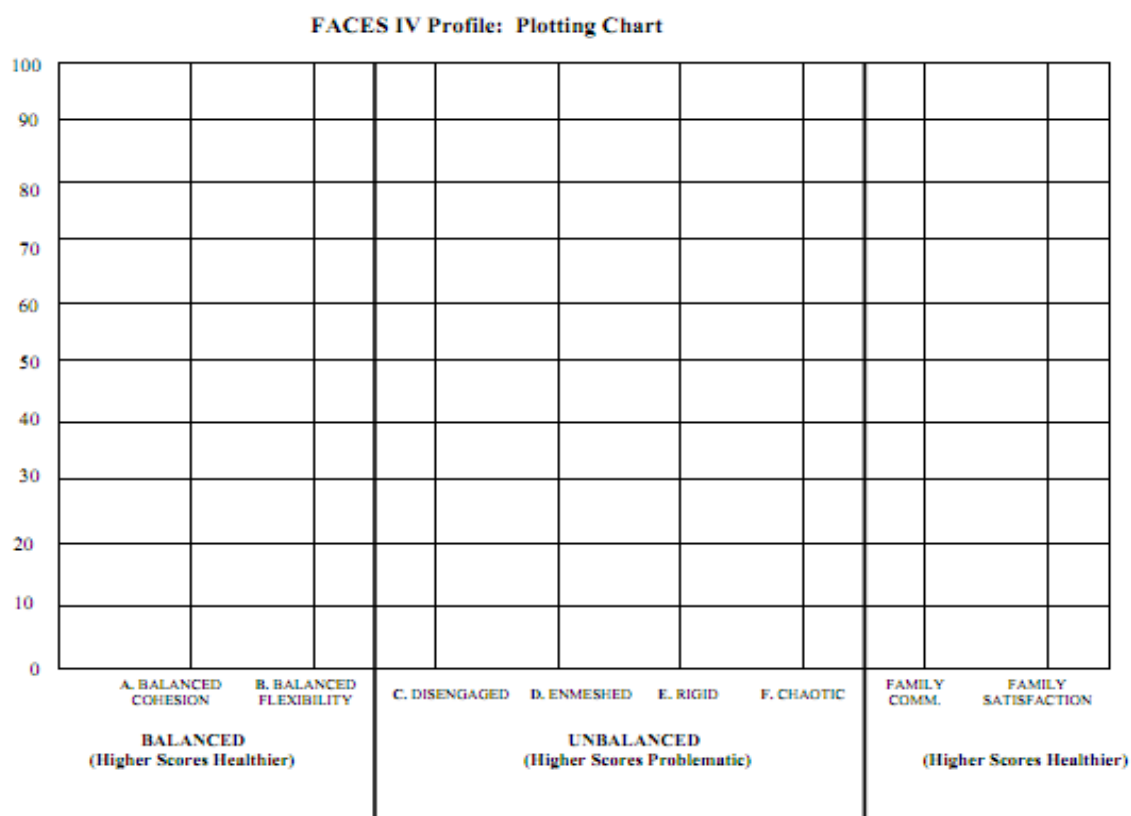 FACES IV Profile: Plotting Chart
100
90
80
70
60
50
40
30
20
10
0
A. BALANCED COHESION
B. BALANCED FLEXIBILITY
C. DISENGAGED
D. ENMESHED
E. RIGID
F. CHAOTIC
FAMILY COMM.
FAMILY SATISFACTION
BALANCED
(Higher Scores Healthier)
UNBALANCED
(Higher Scores Problematic)
(Higher Scores Healthier)